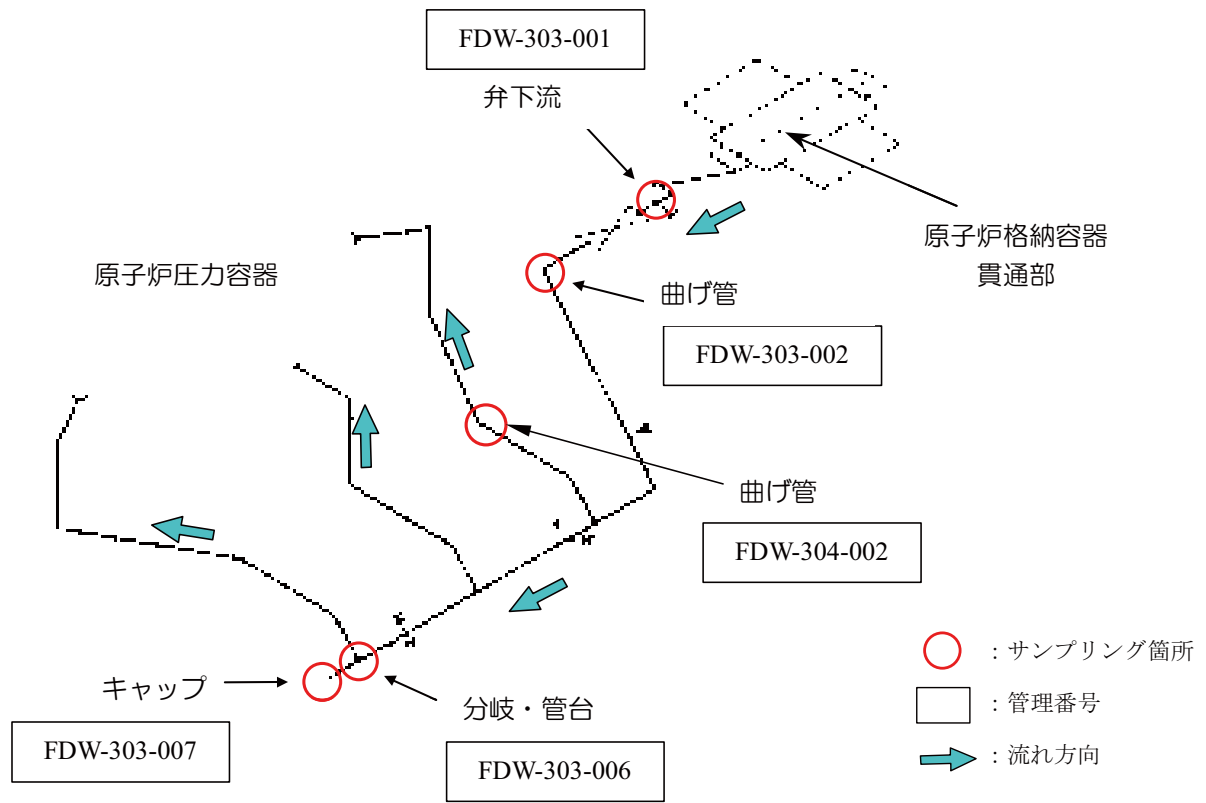 FDW-303-001
弁下流
原子炉格納容器
貫通部
原子炉圧力容器
曲げ管
FDW-303-002
曲げ管
FDW-304-002
キャップ
FDW-303-007
分岐・管台
FDW-303-006
：サンプリング箇所
：管理番号
：流れ方向